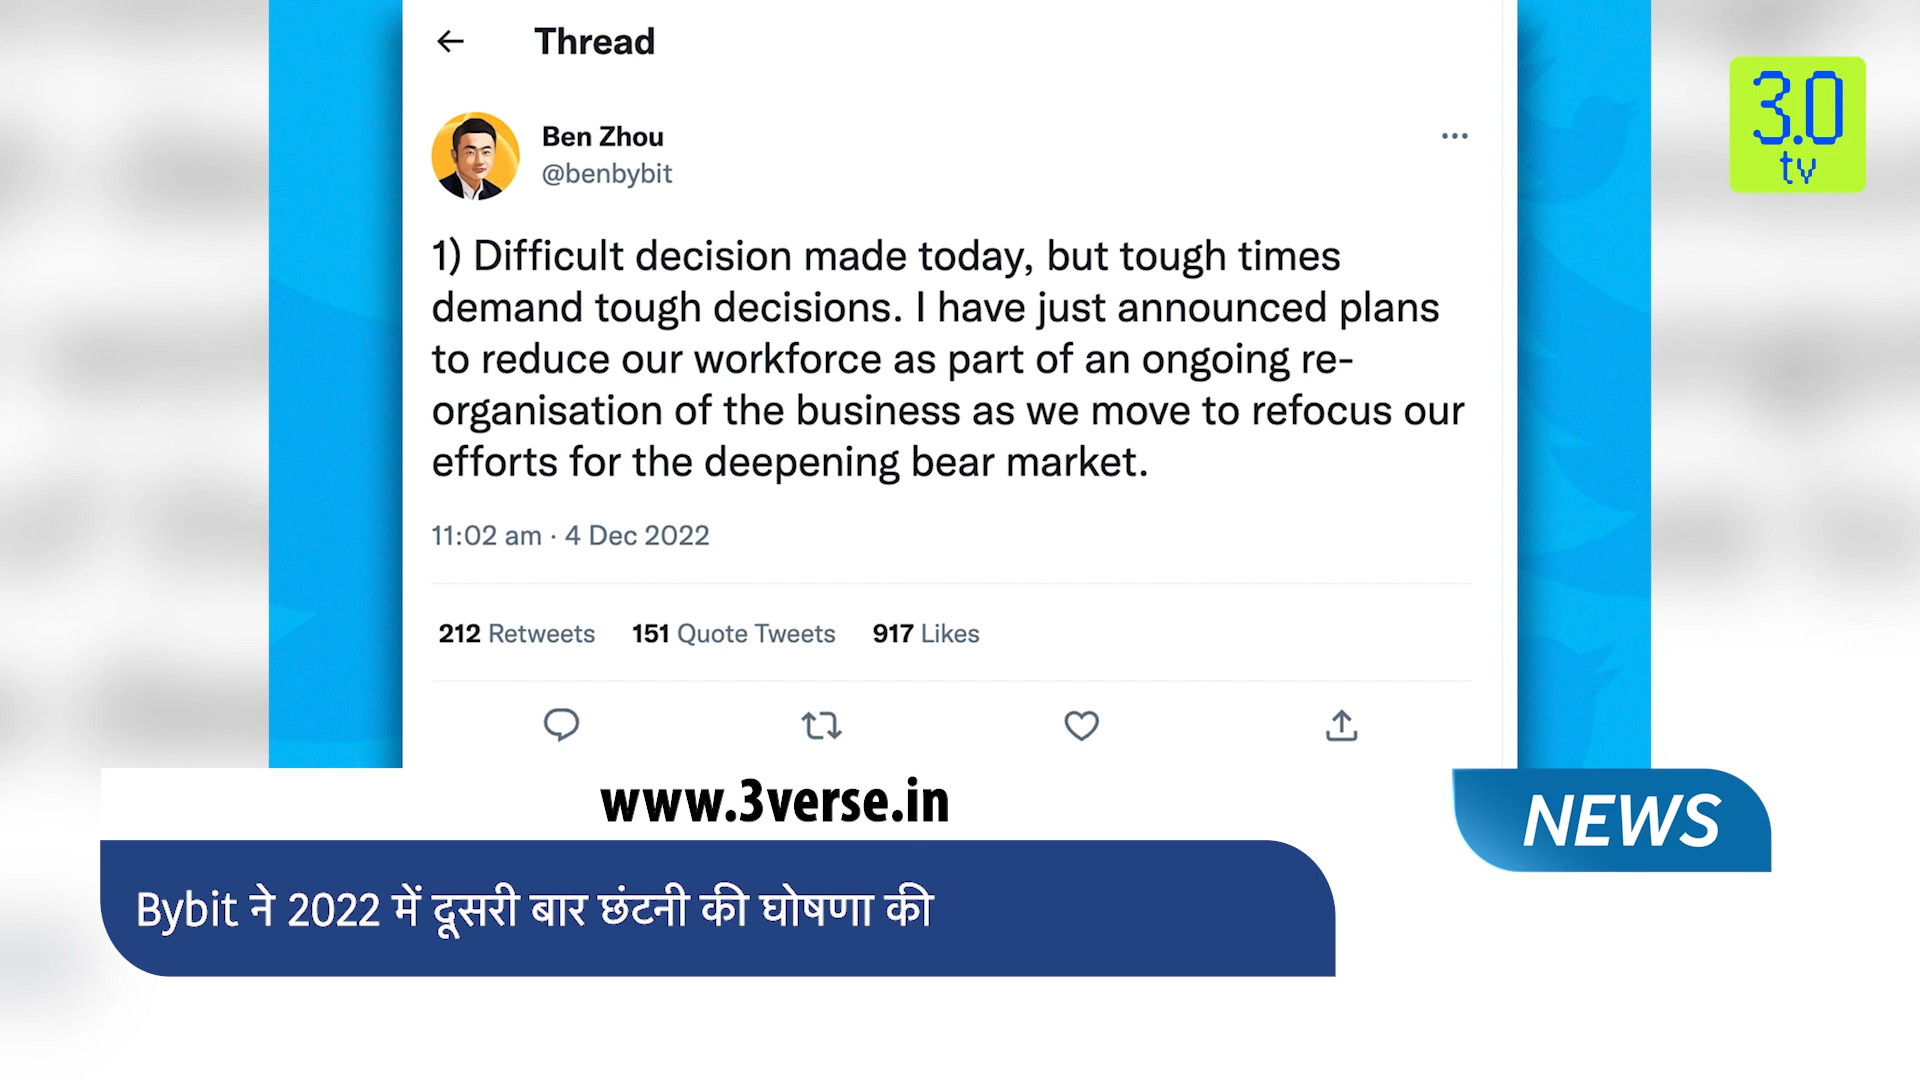 Thread
Ben Zhou
@benbybit
1) Difficult decision made today, but tough times
demand tough decisions. I have just announced plans
to reduce our workforce as part of an ongoing re-
organisation of the business as we move to refocus our
efforts for the deepening bear market.
11:02 am · 4 Dec 2022
212 Retweets 151 Quote Tweets 917 Likes
3.0
tv
www.3verse.in
NEWS
Bybit ने 2022 में दूसरी बार छंटनी की घोषणा की